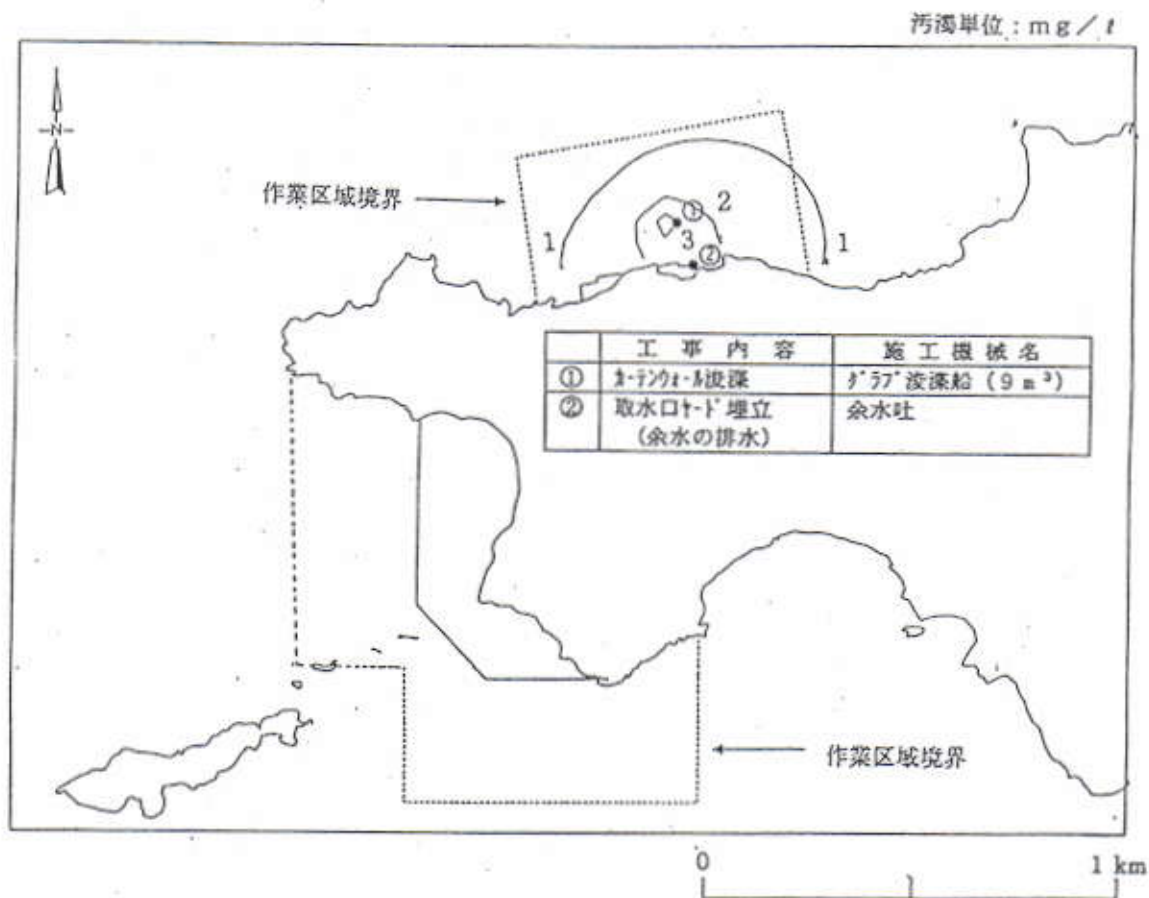 汚濁単位:mg/ℓ
N
作業区域境界
1
①
2
3
②
1
工事内容 施工機械名
① カーテンウォール浚渫 グラブ浚渫船(9m³)
② 取水口ヤード埋立 余水吐
(余水の排水)
作業区域境界
0
1 km